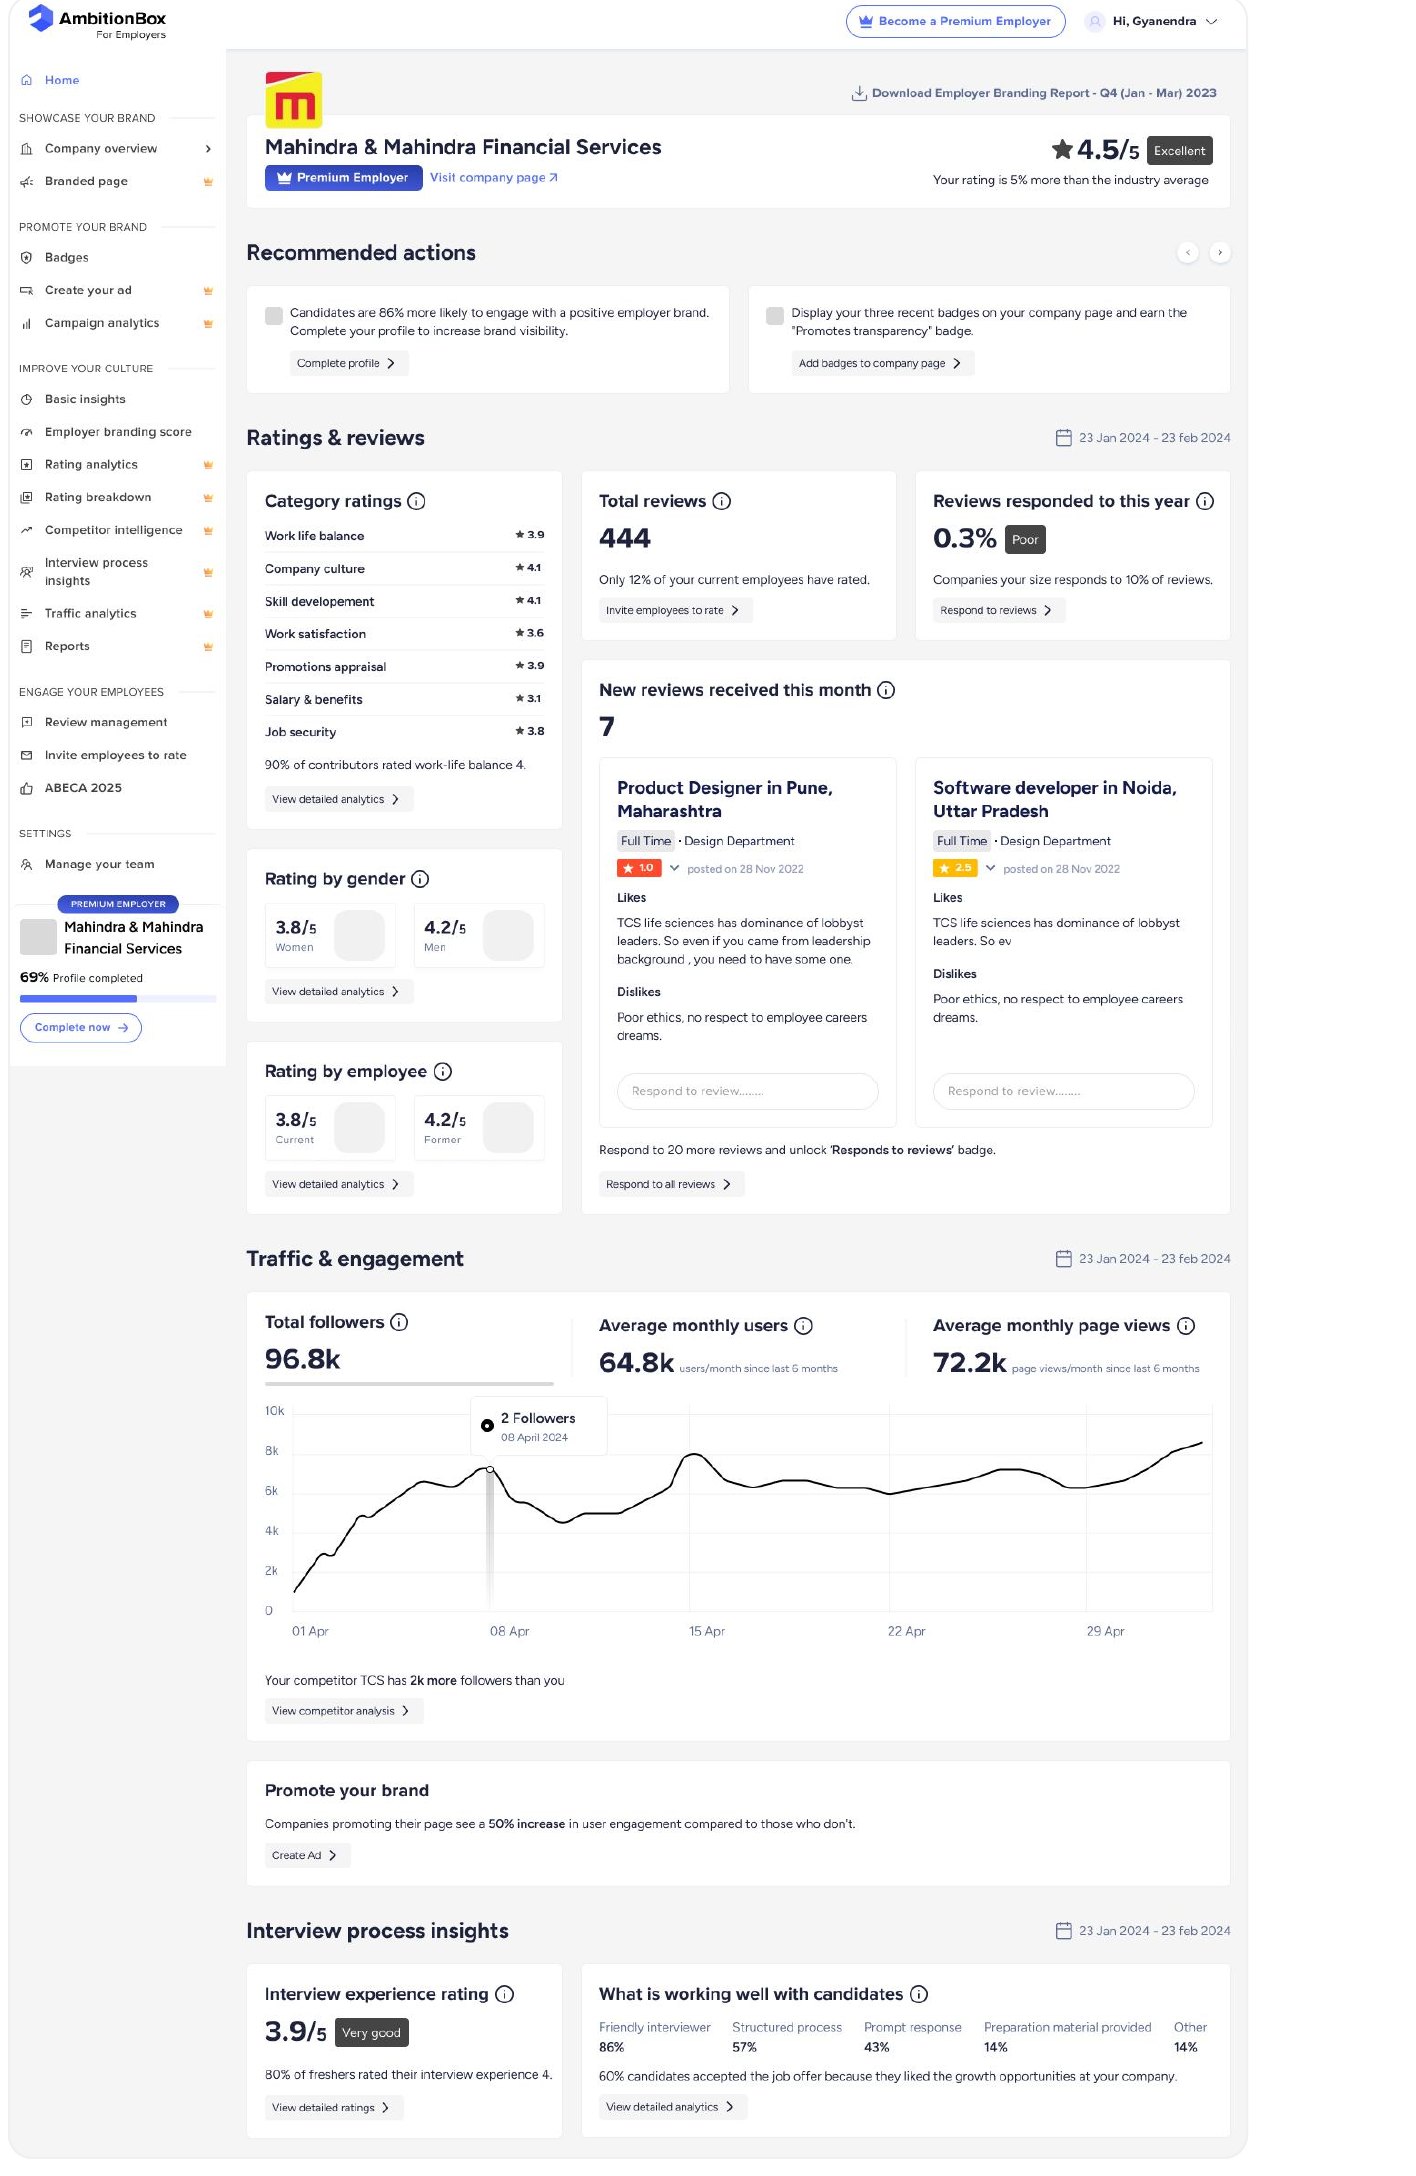 AmbitionBox
For Employers
Become a Premium Employer
Hi, Gyanendra
Home
SHOWCASE YOUR BRAND
Company overview
Branded page
PROMOTE YOUR BRAND
Badges
Create your ad
Campaign analytics
IMPROVE YOUR CULTURE
Basic insights
Employer branding score
Rating analytics
Rating breakdown
Competitor intelligence
Interview process
insights
Traffic analytics
Reports
ENGAGE YOUR EMPLOYEES
Review management
Invite employees to rate
ABECA 2025
SETTINGS
Manage your team
PREMIUM EMPLOYER
Mahindra & Mahindra
Financial Services
69% Profile completed
Complete now
m
Download Employer Branding Report - Q4 (Jan - Mar) 2023
Mahindra & Mahindra Financial Services
Premium Employer
Visit company page
4.5/5 Excellent
Your rating is 5% more than the industry average
Recommended actions
Candidates are 86% more likely to engage with a positive employer brand.
Complete your profile to increase brand visibility.
Complete profile
Display your three recent badges on your company page and earn the
"Promotes transparency" badge.
Add badges to company page
Ratings & reviews
23 Jan 2024 - 23 feb 2024
Category ratings
Work life balance 3.9
Company culture 4.1
Skill developement 4.1
Work satisfaction 3.6
Promotions appraisal 3.9
Salary & benefits 3.1
Job security 3.8
90% of contributors rated work-life balance 4.
View detailed analytics
Total reviews
444
Only 12% of your current employees have rated.
Invite employees to rate
Reviews responded to this year
0.3% Poor
Companies your size responds to 10% of reviews.
Respond to reviews
Rating by gender
3.8/5
Women
4.2/5
Men
View detailed analytics
Rating by employee
3.8/5
Current
4.2/5
Former
View detailed analytics
New reviews received this month
7
Product Designer in Pune,
Maharashtra
Full Time • Design Department
1.0 posted on 28 Nov 2022
Likes
TCS life sciences has dominance of lobbyst
leaders. So even if you came from leadership
background , you need to have some one.
Dislikes
Poor ethics, no respect to employee careers
dreams.
Respond to review........
Software developer in Noida,
Uttar Pradesh
Full Time • Design Department
2.5 posted on 28 Nov 2022
Likes
TCS life sciences has dominance of lobbyst
leaders. So ev
Dislikes
Poor ethics, no respect to employee careers
dreams.
Respond to review........
Respond to 20 more reviews and unlock ‘Responds to reviews’ badge.
Respond to all reviews
Traffic & engagement
23 Jan 2024 - 23 feb 2024
Total followers
96.8k
Average monthly users
64.8k users/month since last 6 months
Average monthly page views
72.2k page views/month since last 6 months
2 Followers
08 April 2024
10k
8k
6k
4k
2k
0
01 Apr
08 Apr
15 Apr
22 Apr
29 Apr
Your competitor TCS has 2k more followers than you
View competitor analysis
Promote your brand
Companies promoting their page see a 50% increase in user engagement compared to those who don't.
Create Ad
Interview process insights
23 Jan 2024 - 23 feb 2024
Interview experience rating
3.9/5 Very good
80% of freshers rated their interview experience 4.
View detailed ratings
What is working well with candidates
Friendly interviewer
86%
Structured process
57%
Prompt response
43%
Preparation material provided
14%
Other
14%
60% candidates accepted the job offer because they liked the growth opportunities at your company.
View detailed analytics